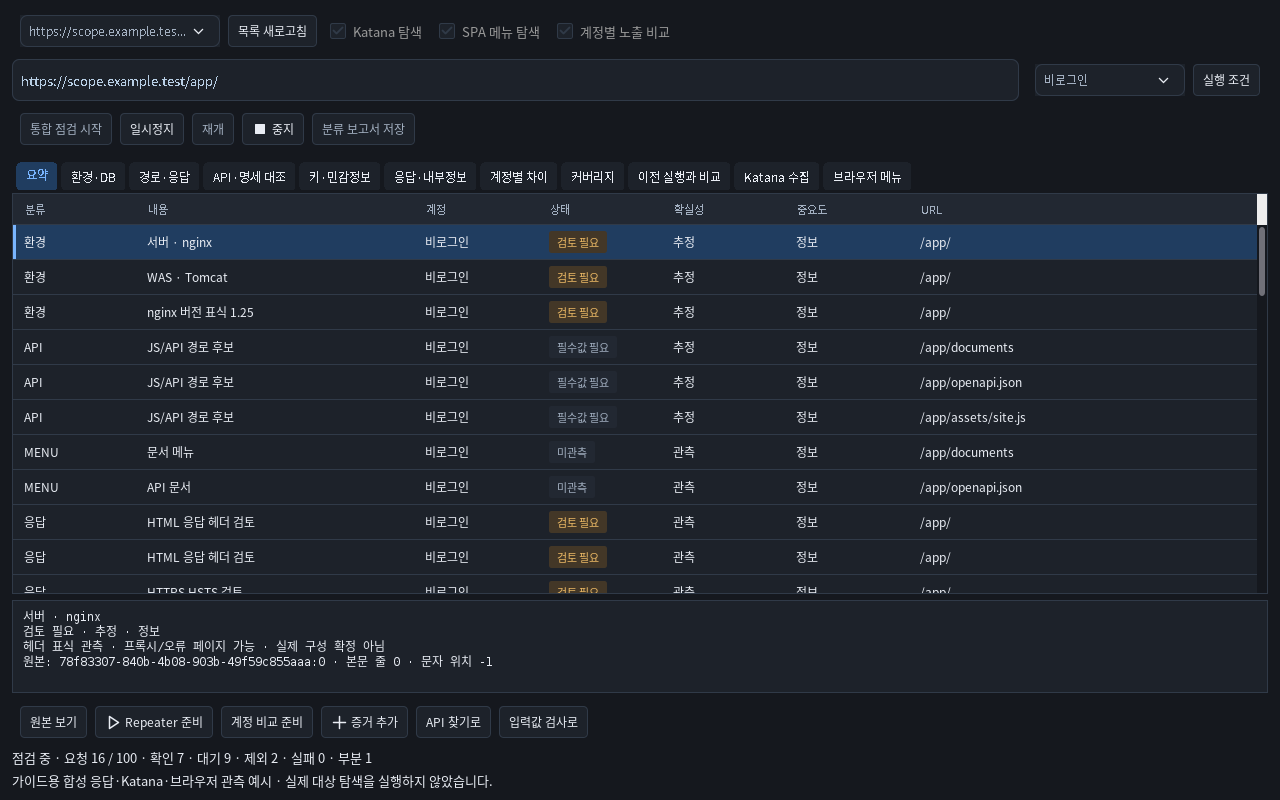 https://scope.example.tes... 목록 새로고침 Katana 탐색 SPA 메뉴 탐색 계정별 노출 비교
https://scope.example.test/app/ 비로그인 실행 조건
통합 점검 시작 일시정지 재개 중지 분류 보고서 저장
요약 환경·DB 경로·응답 API·명세 대조 키·민감정보 응답·내부정보 계정별 차이 커버리지 이전 실행과 비교 Katana 수집 브라우저 메뉴
분류 내용 계정 상태 확실성 중요도 URL
환경 서버 · nginx 비로그인 검토 필요 추정 정보 /app/
환경 WAS · Tomcat 비로그인 검토 필요 추정 정보 /app/
환경 nginx 버전 표식 1.25 비로그인 검토 필요 추정 정보 /app/
API JS/API 경로 후보 비로그인 필수값 필요 추정 정보 /app/documents
API JS/API 경로 후보 비로그인 필수값 필요 추정 정보 /app/openapi.json
API JS/API 경로 후보 비로그인 필수값 필요 추정 정보 /app/assets/site.js
MENU 문서 메뉴 비로그인 미관측 관측 정보 /app/documents
MENU API 문서 비로그인 미관측 관측 정보 /app/openapi.json
응답 HTML 응답 헤더 검토 비로그인 검토 필요 관측 정보 /app/
응답 HTML 응답 헤더 검토 비로그인 검토 필요 관측 정보 /app/
응답 HTTPS HSTS 검토 비로그인 검토 필요 관측 정보 /app/
서버 · nginx
검토 필요 · 추정 · 정보
헤더 표식 관측 · 프록시/오류 페이지 가능 · 실제 구성 확정 아님
원본: 78f83307-840b-4b08-903b-49f59c855aaa:0 · 본문 줄 0 · 문자 위치 -1
원본 보기 Repeater 준비 계정 비교 준비 증거 추가 API 찾기로 입력값 검사로
점검 중 · 요청 16 / 100 · 확인 7 · 대기 9 · 제외 2 · 실패 0 · 부분 1
가이드용 합성 응답·Katana·브라우저 관측 예시 · 실제 대상 탐색을 실행하지 않았습니다.